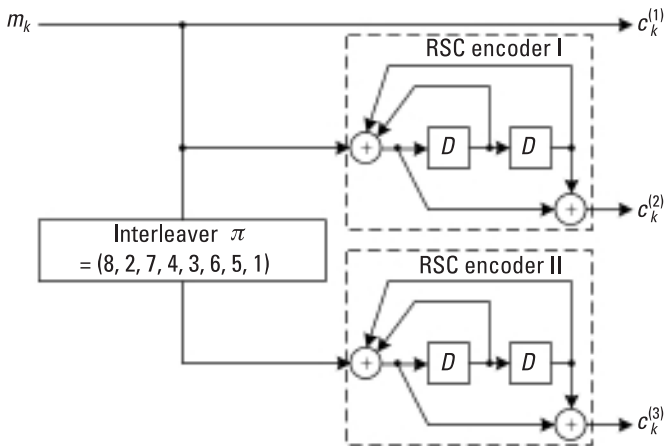 m_k
c_k^(1)
RSC encoder I
+
D
D
+
c_k^(2)
Interleaver π
= (8, 2, 7, 4, 3, 6, 5, 1)
RSC encoder II
+
D
D
+
c_k^(3)